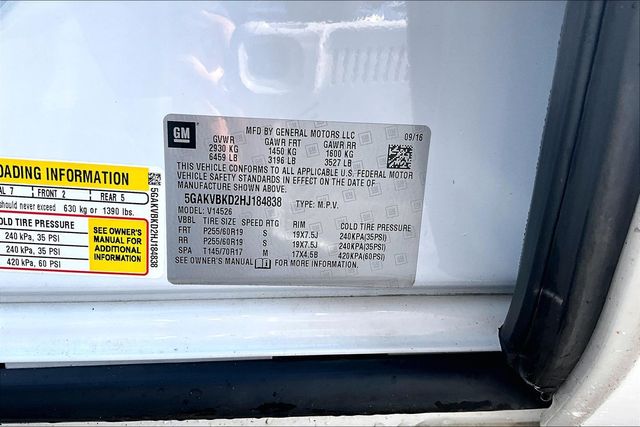 OADING INFORMATION
AL 7 FRONT 2 REAR 5
should never exceed 630 kg or 1390 lbs.
OLD TIRE PRESSURE
240 kPa, 35 PSI
240 kPa, 35 PSI
420 kPa, 60 PSI
SEE OWNER'S
MANUAL FOR
ADDITIONAL
INFORMATION
5GAKVBKD2HJ184838
GM
MFD BY GENERAL MOTORS LLC 09/16
GVWR GAWR FRT GAWR RR
2930 KG 1450 KG 1600 KG
6459 LB 3196 LB 3527 LB
THIS VEHICLE CONFORMS TO ALL APPLICABLE U.S. FEDERAL MOTOR
VEHICLE SAFETY STANDARDS IN EFFECT ON THE DATE OF
MANUFACTURE SHOWN ABOVE.
5GAKVBKD2HJ184838 TYPE: M.P.V.
MODEL: V14526
VBBL TIRE SIZE SPEED RTG RIM COLD TIRE PRESSURE
FRT P255/60R19 S 19X7.5J 240KPA(35PSI)
RR P255/60R19 S 19X7.5J 240KPA(35PSI)
SPA T145/70R17 M 17X4.5B 420KPA(60PSI)
SEE OWNER'S MANUAL FOR MORE INFORMATION.